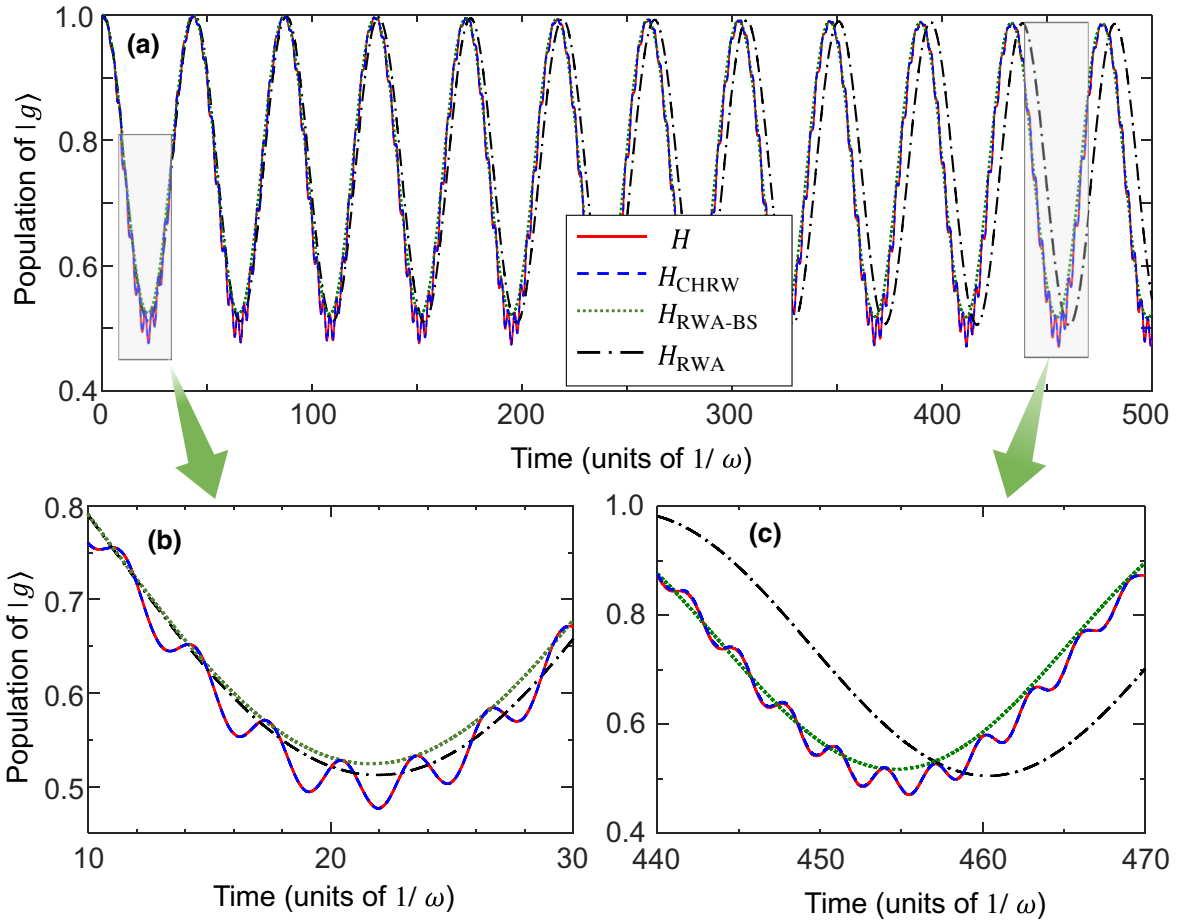 1.0
(a)
0.8
0.6
0.4
Population of |g⟩
H
H_CHRW
H_RWA-BS
H_RWA
0 100 200 300 400 500
Time (units of 1/ ω)
0.8
0.7
0.6
0.5
(b)
Population of |g⟩
10 20 30
Time (units of 1/ ω)
1.0
0.8
0.6
0.4
(c)
440 450 460 470
Time (units of 1/ ω)